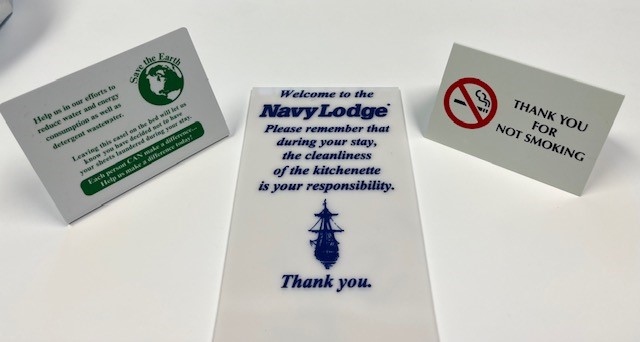 Save the Earth
Help us in our efforts to
reduce water and energy
consumption as well as
detergent wastewater.
Leaving this easel on the bed will let us
know you have decided not to have
your sheets laundered during your stay.
Each person CAN make a difference...
Help us make a difference today!
Welcome to the
Navy Lodge™
Please remember that
during your stay,
the cleanliness
of the kitchenette
is your responsibility.
Thank you.
THANK YOU
FOR
NOT SMOKING